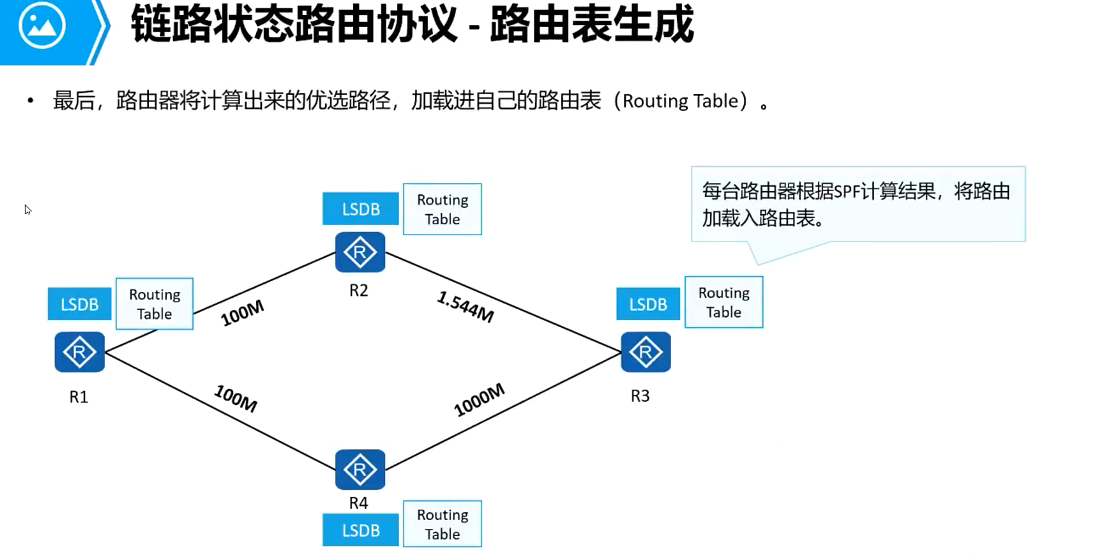 链路状态路由协议 - 路由表生成
• 最后，路由器将计算出来的优选路径，加载进自己的路由表（Routing Table）。
每台路由器根据SPF计算结果，将路由
加载入路由表。
LSDB
Routing
Table
R
R2
LSDB
Routing
Table
R
R1
100M
1.544M
LSDB
Routing
Table
R
R3
100M
1000M
R
R4
LSDB
Routing
Table